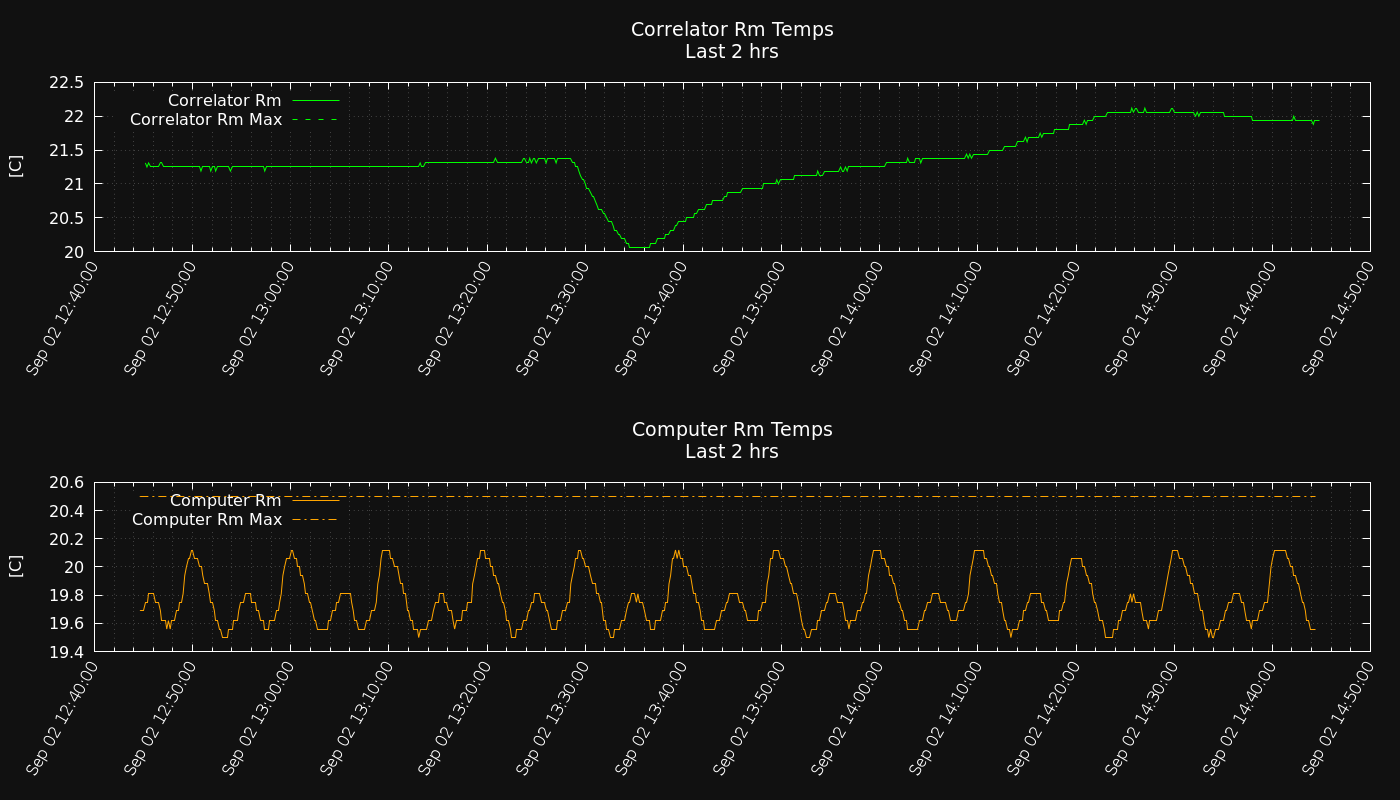 Correlator Rm Temps
Last 2 hrs
22.5
22
21.5
21
20.5
20
[C]
Correlator Rm
Correlator Rm Max
Sep 02 12:40:00
Sep 02 12:50:00
Sep 02 13:00:00
Sep 02 13:10:00
Sep 02 13:20:00
Sep 02 13:30:00
Sep 02 13:40:00
Sep 02 13:50:00
Sep 02 14:00:00
Sep 02 14:10:00
Sep 02 14:20:00
Sep 02 14:30:00
Sep 02 14:40:00
Sep 02 14:50:00
Computer Rm Temps
Last 2 hrs
20.6
20.4
20.2
20
19.8
19.6
19.4
[C]
Computer Rm
Computer Rm Max
Sep 02 12:40:00
Sep 02 12:50:00
Sep 02 13:00:00
Sep 02 13:10:00
Sep 02 13:20:00
Sep 02 13:30:00
Sep 02 13:40:00
Sep 02 13:50:00
Sep 02 14:00:00
Sep 02 14:10:00
Sep 02 14:20:00
Sep 02 14:30:00
Sep 02 14:40:00
Sep 02 14:50:00